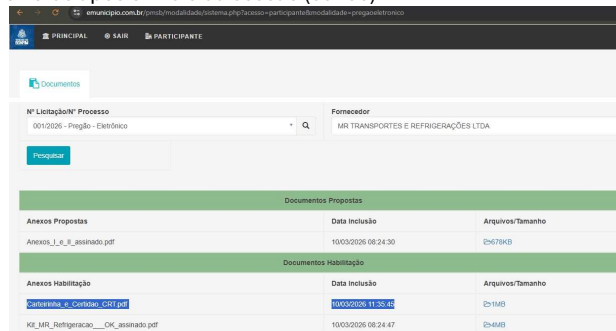 emunicipio.com.br/pmsb/modalidade/sistema.php?acesso=participante&modalidade=pregaoeletronico
PRINCIPAL SAIR PARTICIPANTE
Documentos
Nº Licitação/Nº Processo Fornecedor
001/2026 - Pregão - Eletrônico MR TRANSPORTES E REFRIGERAÇÕES LTDA
Pesquisar
Documentos Propostas
Anexos Propostas Data Inclusão Arquivos/Tamanho
Anexos_I_e_II_assinado.pdf 10/03/2026 08:24:30 678KB
Documentos Habilitação
Anexos Habilitação Data Inclusão Arquivos/Tamanho
Carteirinha_e_Certidao_CRT.pdf 10/03/2026 11:35:45 1MB
Kit_MR_Refrigeracao___OK_assinado.pdf 10/03/2026 08:24:47 4MB